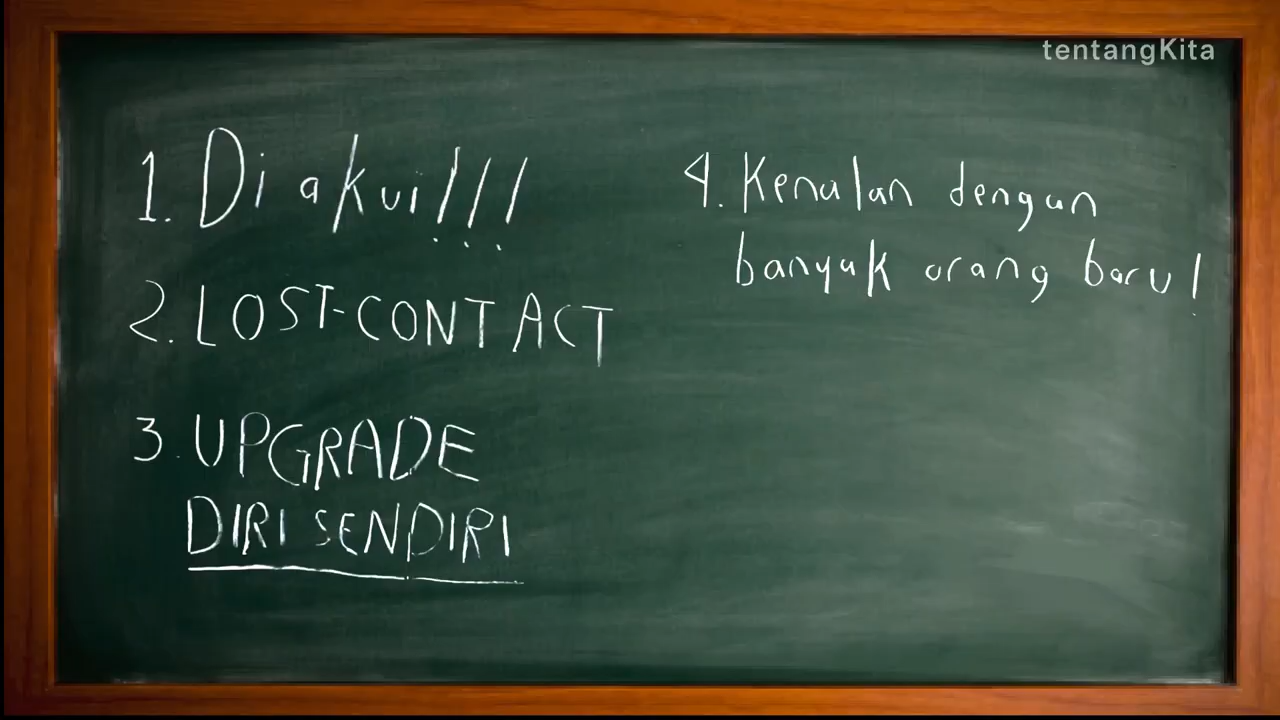 tentangKita
1. Di akui!!!
2. LOST-CONTACT
3. UPGRADE
DIRI SENDIRI
4. Kenalan dengan
banyak orang baru!